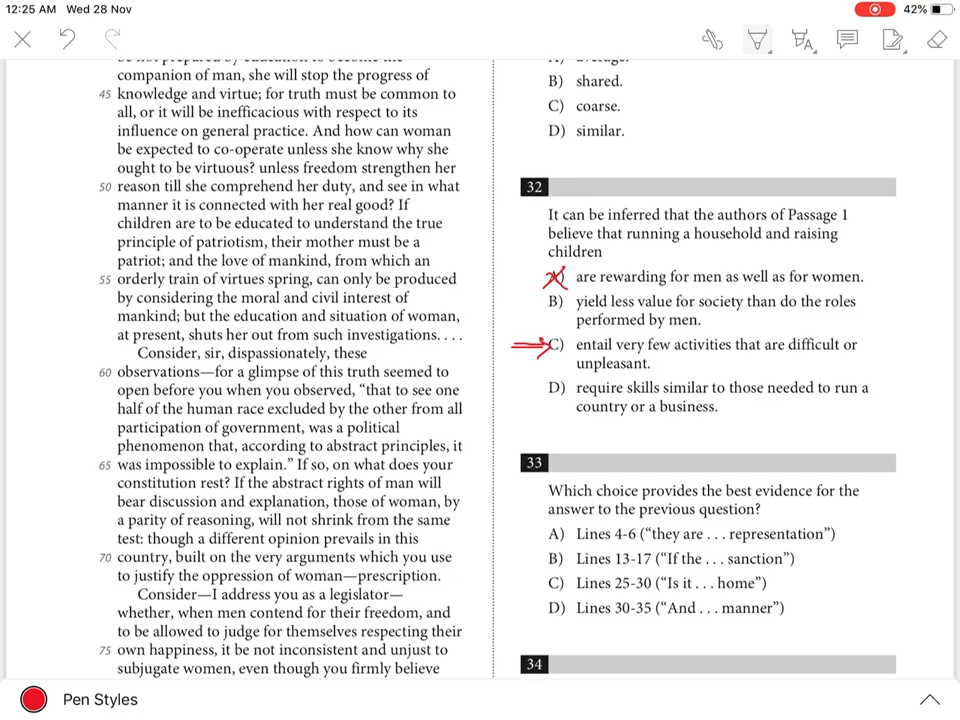 12:25 AM Wed 28 Nov
42%
companion of man, she will stop the progress of
45 knowledge and virtue; for truth must be common to
all, or it will be inefficacious with respect to its
influence on general practice. And how can woman
be expected to co-operate unless she know why she
ought to be virtuous? unless freedom strengthen her
50 reason till she comprehend her duty, and see in what
manner it is connected with her real good? If
children are to be educated to understand the true
principle of patriotism, their mother must be a
patriot; and the love of mankind, from which an
55 orderly train of virtues spring, can only be produced
by considering the moral and civil interest of
mankind; but the education and situation of woman,
at present, shuts her out from such investigations. . . .
Consider, sir, dispassionately, these
60 observations—for a glimpse of this truth seemed to
open before you when you observed, “that to see one
half of the human race excluded by the other from all
participation of government, was a political
phenomenon that, according to abstract principles, it
65 was impossible to explain.” If so, on what does your
constitution rest? If the abstract rights of man will
bear discussion and explanation, those of woman, by
a parity of reasoning, will not shrink from the same
test: though a different opinion prevails in this
70 country, built on the very arguments which you use
to justify the oppression of woman—prescription.
Consider—I address you as a legislator—
whether, when men contend for their freedom, and
to be allowed to judge for themselves respecting their
75 own happiness, it be not inconsistent and unjust to
subjugate women, even though you firmly believe
B) shared.
C) coarse.
D) similar.
32
It can be inferred that the authors of Passage 1
believe that running a household and raising
children
A) are rewarding for men as well as for women.
B) yield less value for society than do the roles
performed by men.
C) entail very few activities that are difficult or
unpleasant.
D) require skills similar to those needed to run a
country or a business.
33
Which choice provides the best evidence for the
answer to the previous question?
A) Lines 4-6 (“they are . . . representation”)
B) Lines 13-17 (“If the . . . sanction”)
C) Lines 25-30 (“Is it . . . home”)
D) Lines 30-35 (“And . . . manner”)
34
Pen Styles